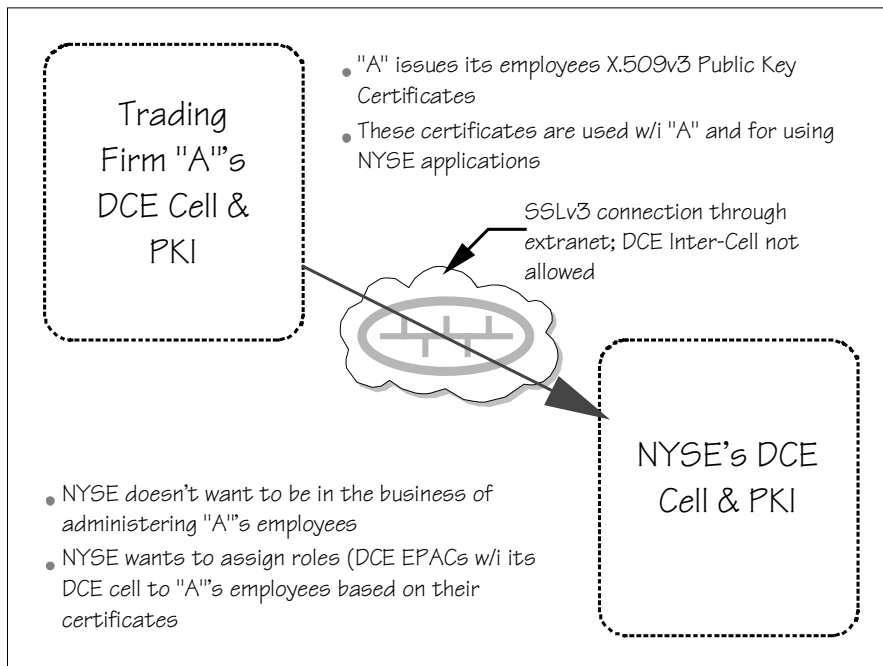 Trading
Firm "A"'s
DCE Cell &
PKI
"A" issues its employees X.509v3 Public Key
Certificates
These certificates are used w/i "A" and for using
NYSE applications
SSLv3 connection through
extranet; DCE Inter-Cell not
allowed
NYSE's DCE
Cell & PKI
NYSE doesn't want to be in the business of
administering "A"'s employees
NYSE wants to assign roles (DCE EPACs w/i its
DCE cell to "A"'s employees based on their
certificates